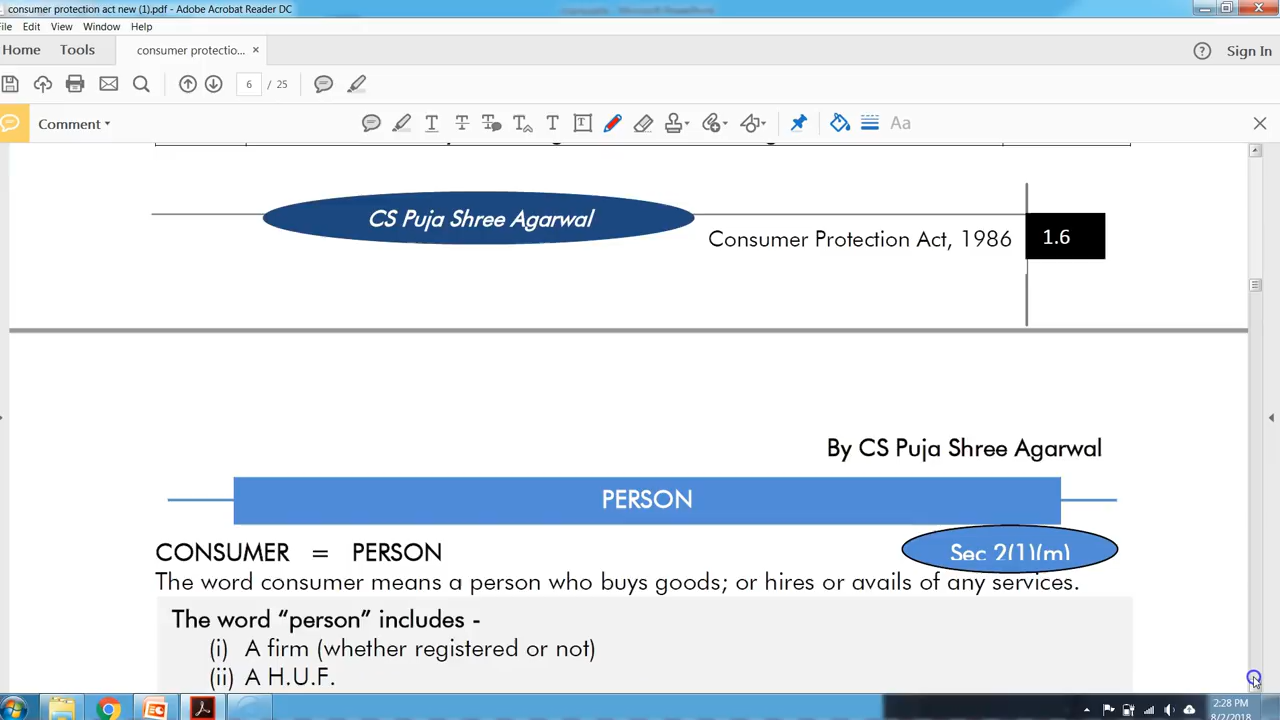 consumer protection act new (1).pdf - Adobe Acrobat Reader DC
File Edit View Window Help
Home Tools consumer protectio... × ? Sign In
6 / 25
Comment
CS Puja Shree Agarwal
Consumer Protection Act, 1986 1.6
By CS Puja Shree Agarwal
PERSON
CONSUMER = PERSON Sec 2(1)(m)
The word consumer means a person who buys goods; or hires or avails of any services.
The word “person” includes -
(i) A firm (whether registered or not)
(ii) A H.U.F.
2:28 PM
8/2/2018